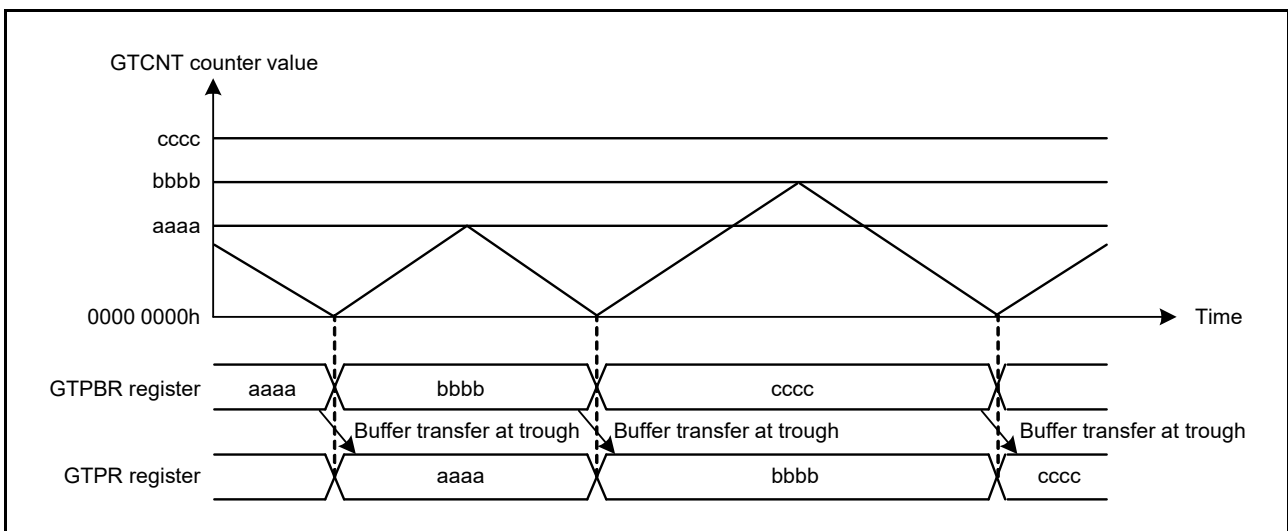 GTCNT counter value
cccc
bbbb
aaaa
0000 0000h
Time
GTPBR register
aaaa
bbbb
cccc
Buffer transfer at trough
Buffer transfer at trough
Buffer transfer at trough
GTPR register
aaaa
bbbb
cccc